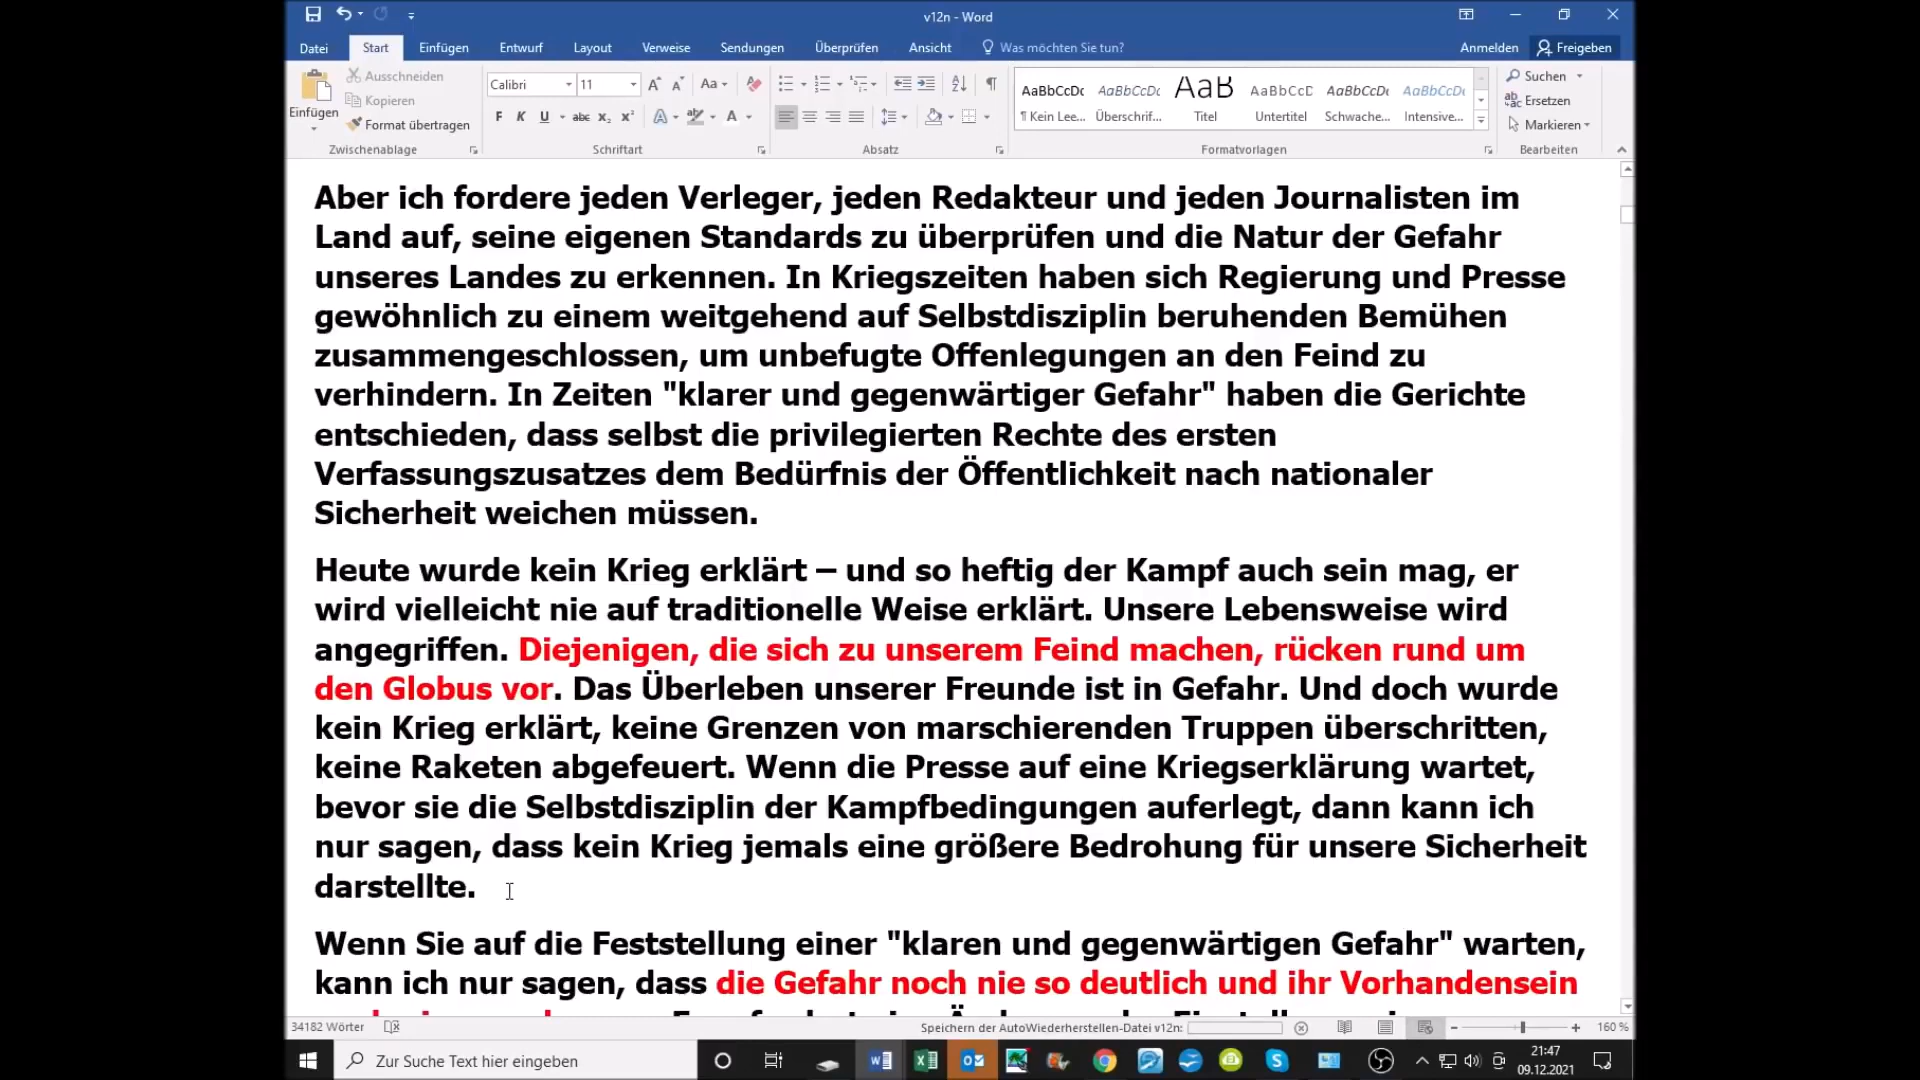 v12n - Word
Datei Start Einfügen Entwurf Layout Verweise Sendungen Überprüfen Ansicht Was möchten Sie tun? Anmelden Freigeben
Einfügen
Ausschneiden
Kopieren
Format übertragen
Zwischenablage
Calibri 11
F K U abc x₂ x²
Schriftart
Absatz
AaBbCcDc AaBbCcDc AaB AaBbCcD AaBbCcDc AaBbCcDc
¶ Kein Lee... Überschrif... Titel Untertitel Schwache... Intensive...
Formatvorlagen
Suchen
Ersetzen
Markieren
Bearbeiten
Aber ich fordere jeden Verleger, jeden Redakteur und jeden Journalisten im
Land auf, seine eigenen Standards zu überprüfen und die Natur der Gefahr
unseres Landes zu erkennen. In Kriegszeiten haben sich Regierung und Presse
gewöhnlich zu einem weitgehend auf Selbstdisziplin beruhenden Bemühen
zusammengeschlossen, um unbefugte Offenlegungen an den Feind zu
verhindern. In Zeiten "klarer und gegenwärtiger Gefahr" haben die Gerichte
entschieden, dass selbst die privilegierten Rechte des ersten
Verfassungszusatzes dem Bedürfnis der Öffentlichkeit nach nationaler
Sicherheit weichen müssen.
Heute wurde kein Krieg erklärt – und so heftig der Kampf auch sein mag, er
wird vielleicht nie auf traditionelle Weise erklärt. Unsere Lebensweise wird
angegriffen. Diejenigen, die sich zu unserem Feind machen, rücken rund um
den Globus vor. Das Überleben unserer Freunde ist in Gefahr. Und doch wurde
kein Krieg erklärt, keine Grenzen von marschierenden Truppen überschritten,
keine Raketen abgefeuert. Wenn die Presse auf eine Kriegserklärung wartet,
bevor sie die Selbstdisziplin der Kampfbedingungen auferlegt, dann kann ich
nur sagen, dass kein Krieg jemals eine größere Bedrohung für unsere Sicherheit
darstellte.
Wenn Sie auf die Feststellung einer "klaren und gegenwärtigen Gefahr" warten,
kann ich nur sagen, dass die Gefahr noch nie so deutlich und ihr Vorhandensein
34182 Wörter Speichern der AutoWiederherstellen-Datei v12n: 160 %
Zur Suche Text hier eingeben
21:47
09.12.2021